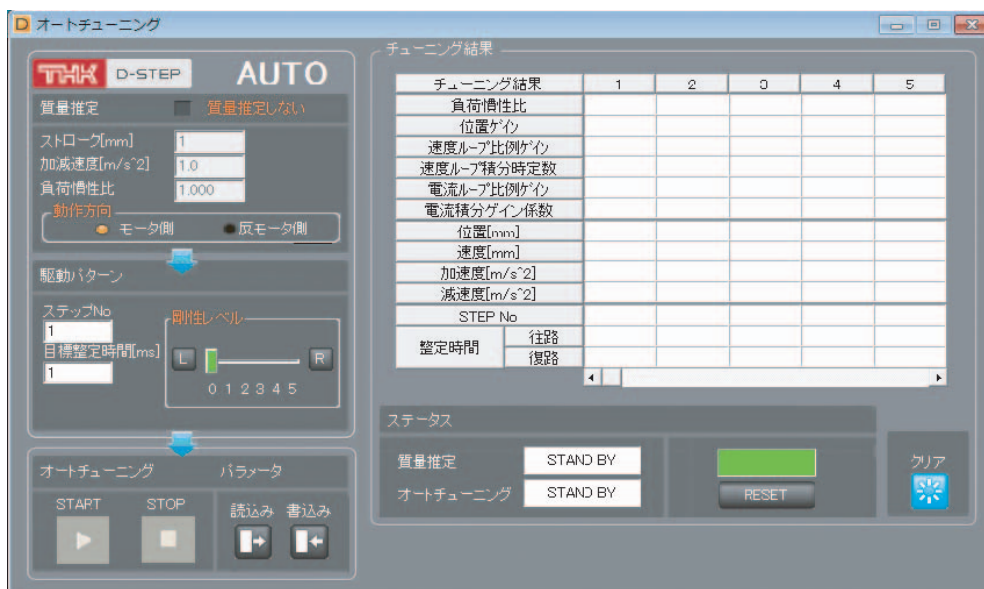 D オートチューニング
THK D-STEP AUTO
質量推定 質量推定しない
ストローク[mm] 1
加減速度[m/s^2] 1.0
負荷慣性比 1.000
動作方向
モータ側 反モータ側
駆動パターン
ステップNo
1
目標整定時間[ms]
1
剛性レベル
L R
0 1 2 3 4 5
オートチューニング パラメータ
START STOP 読込み 書込み
チューニング結果
チューニング結果 1 2 3 4 5
負荷慣性比
位置ゲイン
速度ループ比例ゲイン
速度ループ積分時定数
電流ループ比例ゲイン
電流積分ゲイン係数
位置[mm]
速度[mm]
加速度[m/s^2]
減速度[m/s^2]
STEP No
整定時間 往路
復路
ステータス
質量推定 STAND BY
オートチューニング STAND BY
RESET
クリア